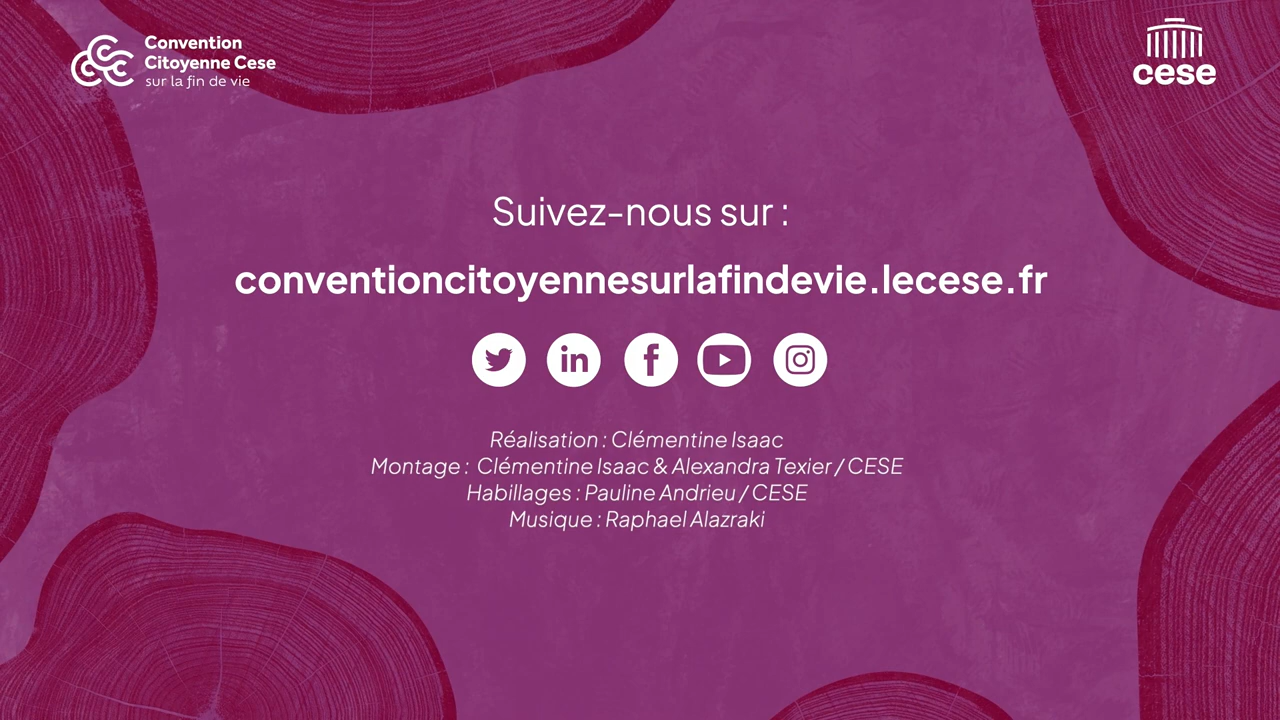 Convention
Citoyenne Cese
sur la fin de vie
cese
Suivez-nous sur :
conventioncitoyennesurlafindevie.lecese.fr
Réalisation : Clémentine Isaac
Montage : Clémentine Isaac & Alexandra Texier / CESE
Habillages : Pauline Andrieu / CESE
Musique : Raphael Alazraki